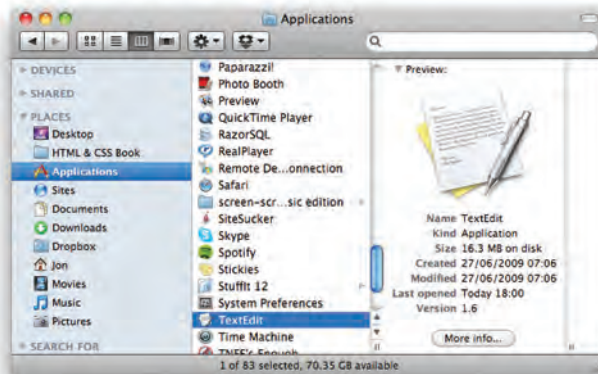 Applications
DEVICES
SHARED
PLACES
Desktop
HTML & CSS Book
Applications
Sites
Documents
Downloads
Dropbox
Jon
Movies
Music
Pictures
SEARCH FOR
Paparazzi!
Photo Booth
Preview
QuickTime Player
RazorSQL
RealPlayer
Remote De...onnection
Safari
screen-scr...sic edition
SiteSucker
Skype
Spotify
Stickies
StuffIt 12
System Preferences
TextEdit
Time Machine
TNEF's Enough
Preview:
Name TextEdit
Kind Application
Size 16.3 MB on disk
Created 27/06/2009 07:06
Modified 27/06/2009 07:06
Last opened Today 18:00
Version 1.6
More info...
1 of 83 selected, 70.35 GB available